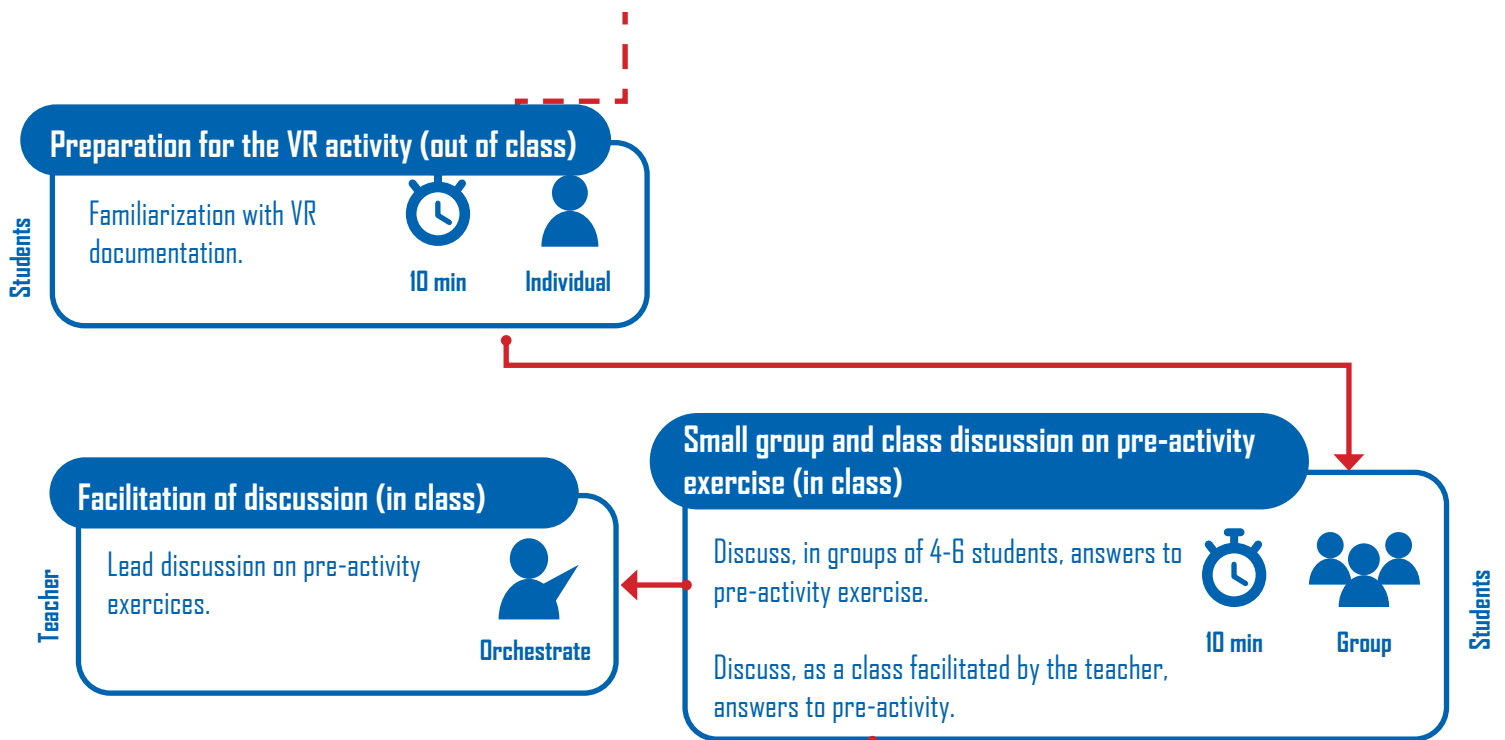 Preparation for the VR activity (out of class)
Familiarization with VR
documentation.
10 min
Individual
Students
Small group and class discussion on pre-activity
exercise (in class)
Discuss, in groups of 4-6 students, answers to
pre-activity exercise.
Discuss, as a class facilitated by the teacher,
answers to pre-activity.
10 min
Group
Students
Facilitation of discussion (in class)
Lead discussion on pre-activity
exercices.
Orchestrate
Teacher